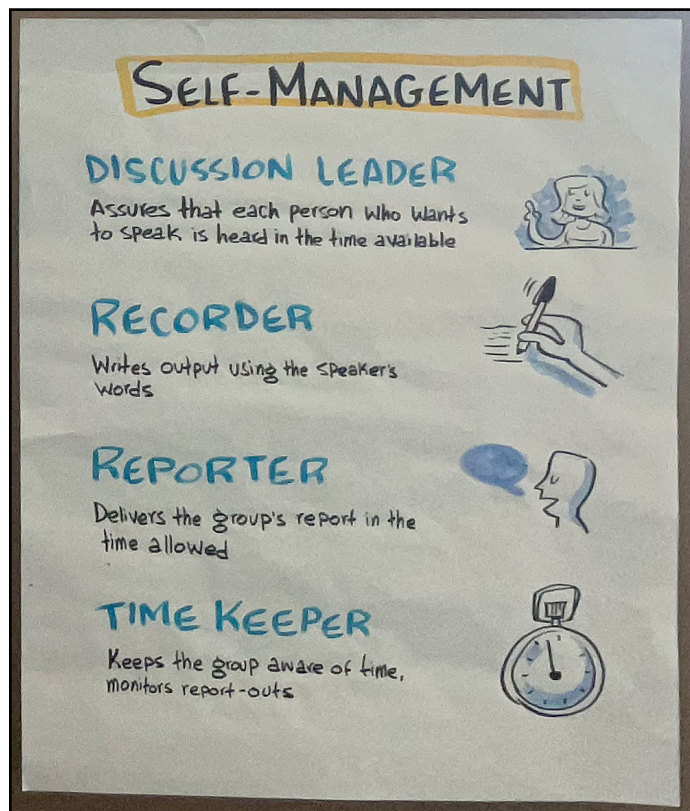 SELF-MANAGEMENT
DISCUSSION LEADER
Assures that each person who wants
to speak is heard in the time available
RECORDER
Writes output using the speaker's
words
REPORTER
Delivers the group's report in the
time allowed
TIME KEEPER
Keeps the group aware of time,
monitors report-outs